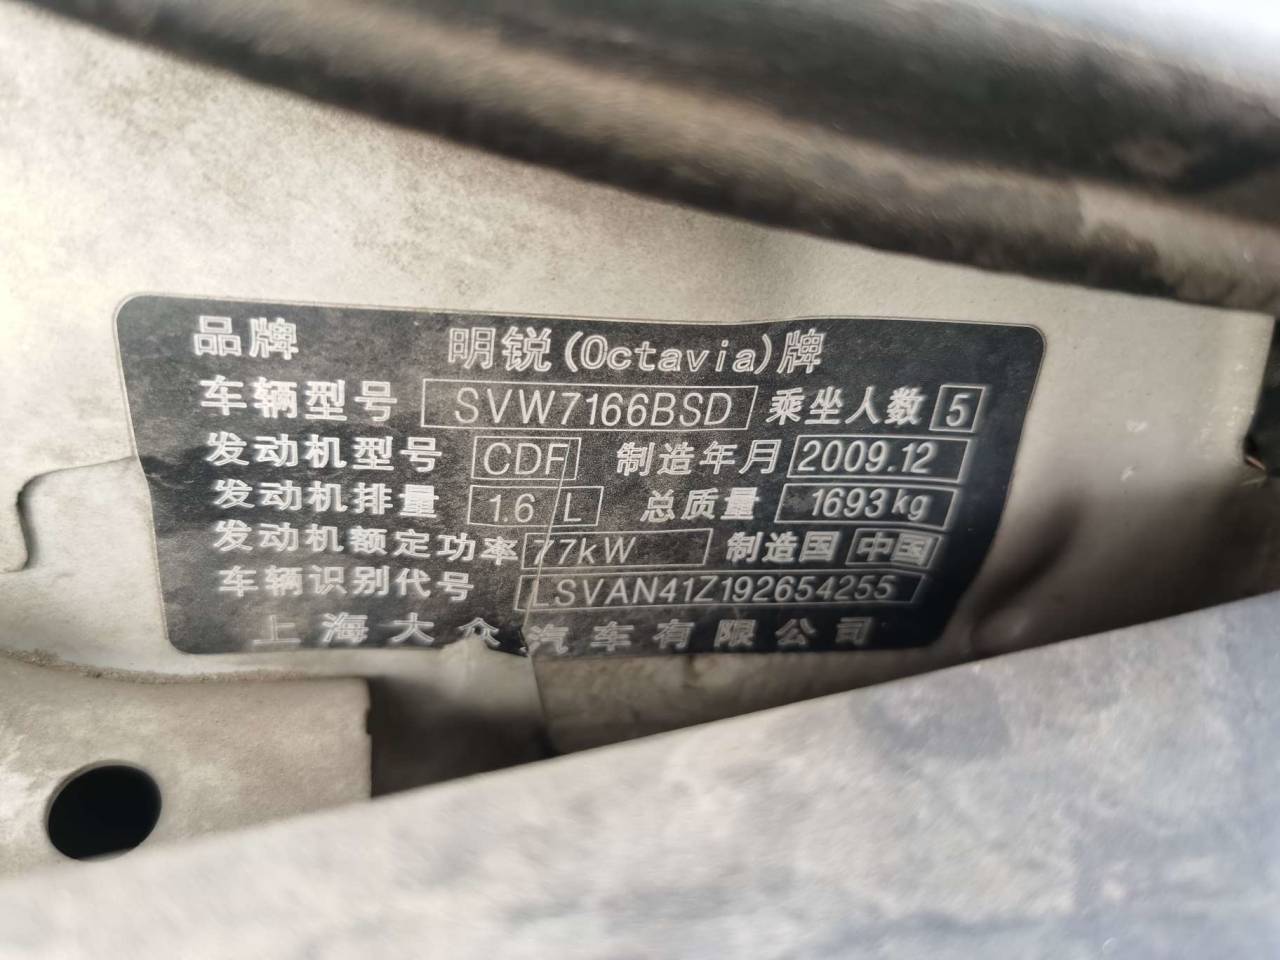 品牌 明锐(Octavia)牌
车辆型号 SVW7166BSD 乘坐人数 5
发动机型号 CDF 制造年月 2009.12
发动机排量 1.6 L 总质量 1693kg
发动机额定功率 77kW 制造国 中国
车辆识别代号 LSVAN41Z192654255
上海大众汽车有限公司